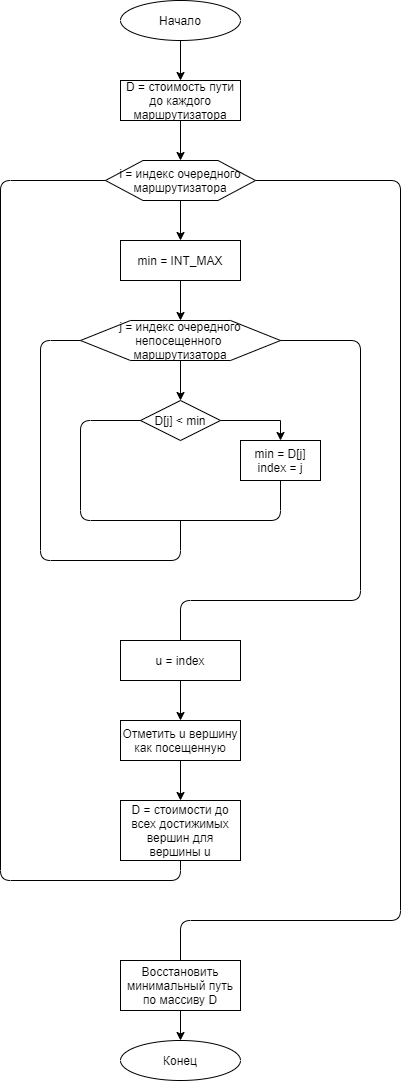 Начало
D = стоимость пути
до каждого
маршрутизатора
i = индекс очередного
маршрутизатора
min = INT_MAX
j = индекс очередного
непосещенного
маршрутизатора
D[j] < min
min = D[j]
index = j
u = index
Отметить u вершину
как посещенную
D = стоимости до
всех достижимых
вершин для
вершины u
Восстановить
минимальный путь
по массиву D
Конец